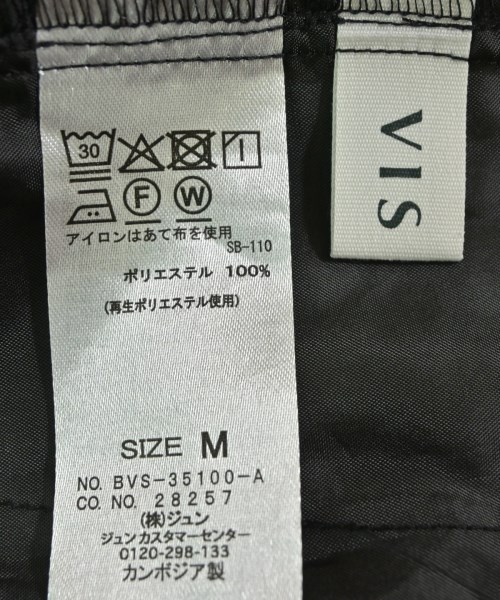 30
F
W
アイロンはあて布を使用
SB-110
ポリエステル 100%
(再生ポリエステル使用)
SIZE M
NO. BVS-35100-A
CO. NO. 28257
(株)ジュン
ジュンカスタマーセンター
0120-298-133
カンボジア製
VIS